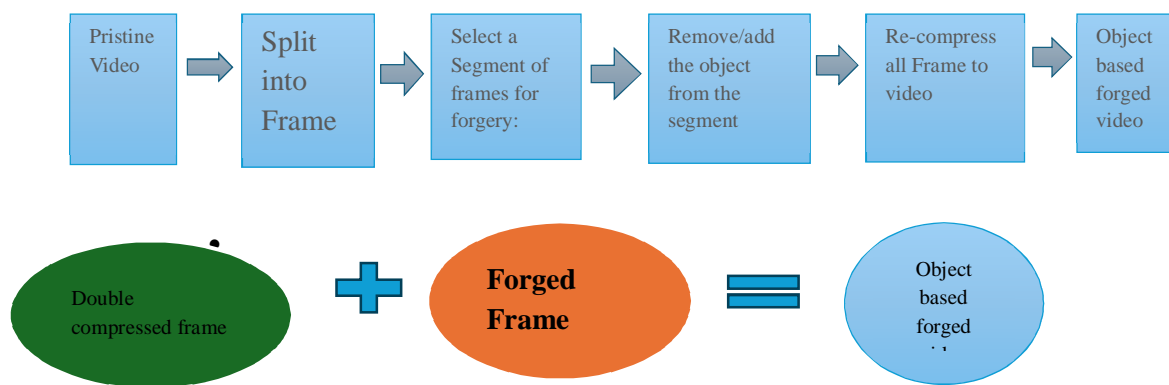 Pristine
Video
Split
into
Frame
Select a
Segment of
frames for
forgery:
Remove/add
the object
from the
segment
Re-compress
all Frame to
video
Object
based
forged
video
Double
compressed frame
Forged
Frame
Object
based
forged